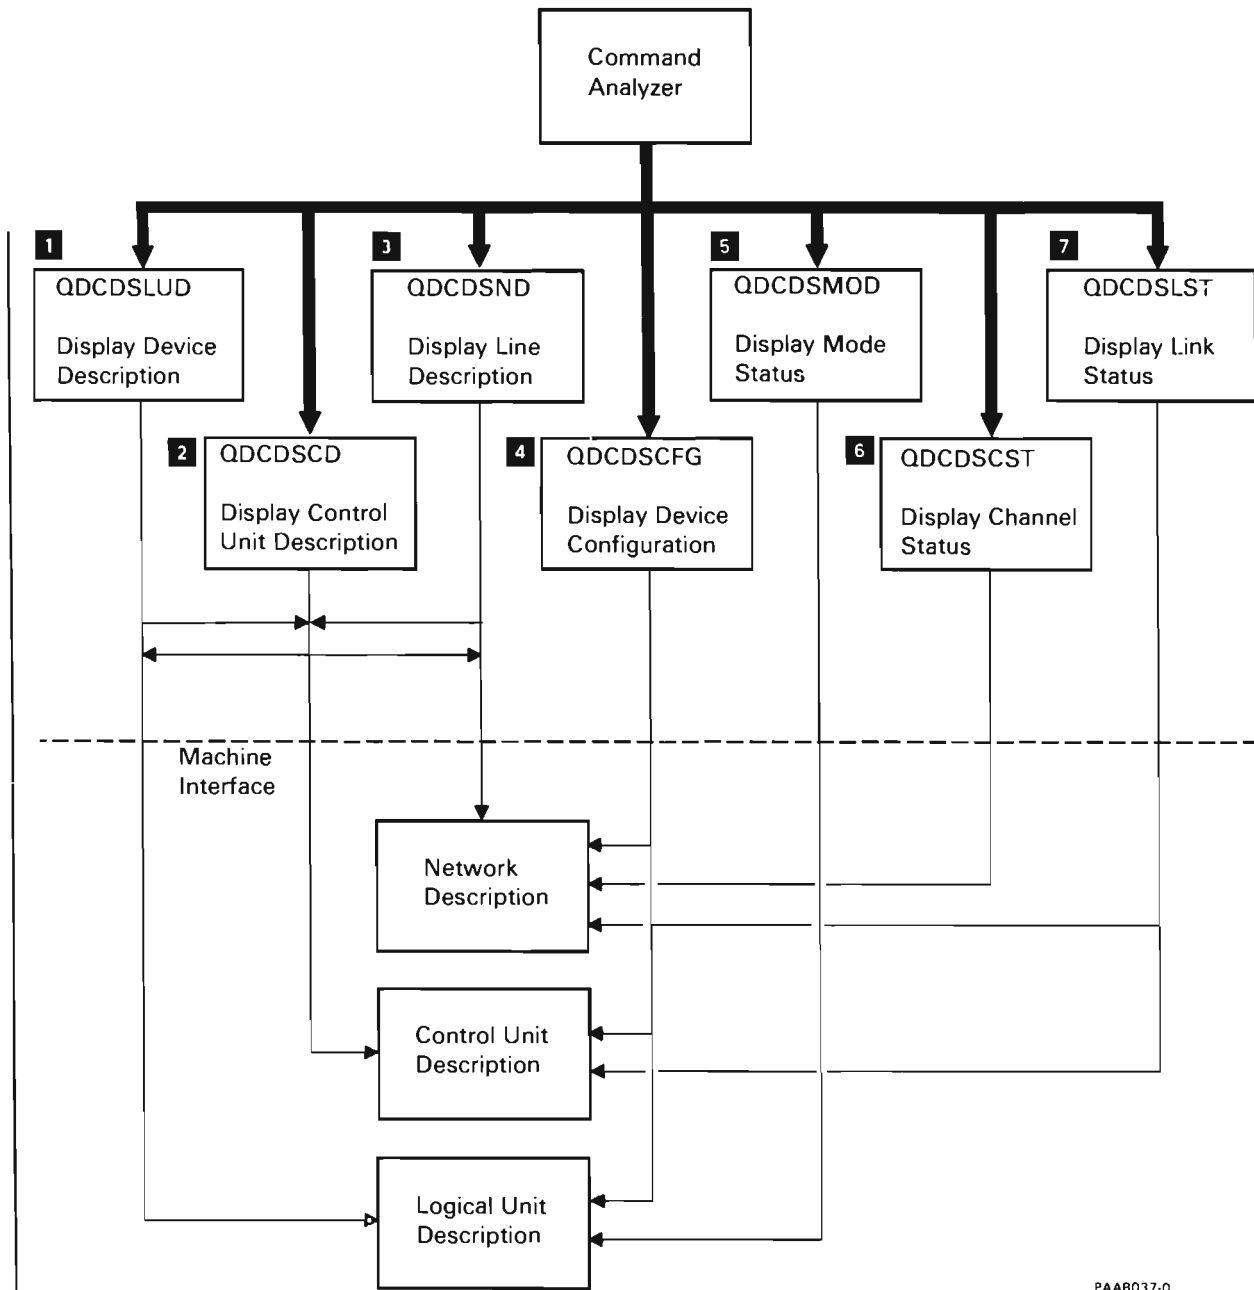 Command
Analyzer
1
QDCDSLUD
Display Device
Description
3
QDCDSND
Display Line
Description
5
QDCDSMOD
Display Mode
Status
7
QDCDSLST
Display Link
Status
2
QDCDSCD
Display Control
Unit Description
4
QDCDSCFG
Display Device
Configuration
6
QDCDSCST
Display Channel
Status
Machine
Interface
Network
Description
Control Unit
Description
Logical Unit
Description
PAAB037-0